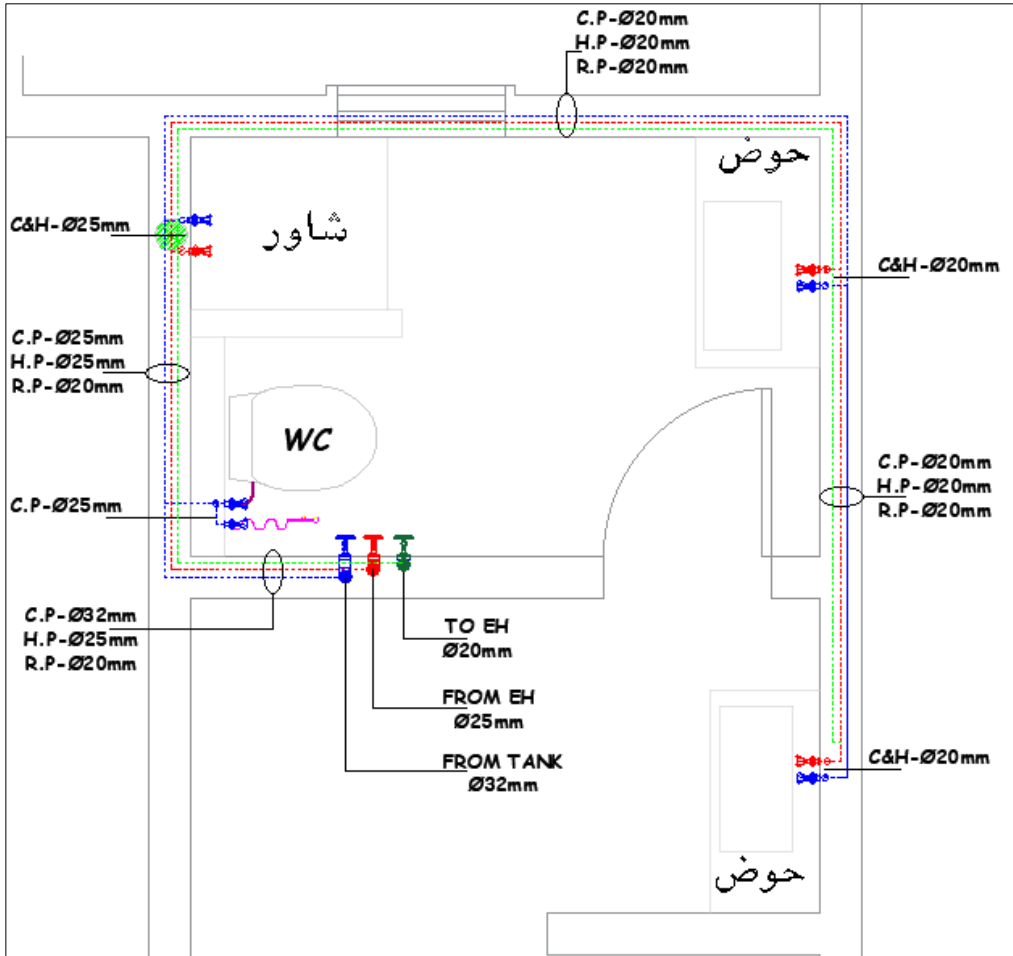 C.P-Ø20mm
H.P-Ø20mm
R.P-Ø20mm
حوض
C&H-Ø25mm
شاور
C&H-Ø20mm
C.P-Ø25mm
H.P-Ø25mm
R.P-Ø20mm
WC
C.P-Ø20mm
H.P-Ø20mm
R.P-Ø20mm
C.P-Ø25mm
C.P-Ø32mm
H.P-Ø25mm
R.P-Ø20mm
TO EH
Ø20mm
FROM EH
Ø25mm
FROM TANK
Ø32mm
C&H-Ø20mm
حوض